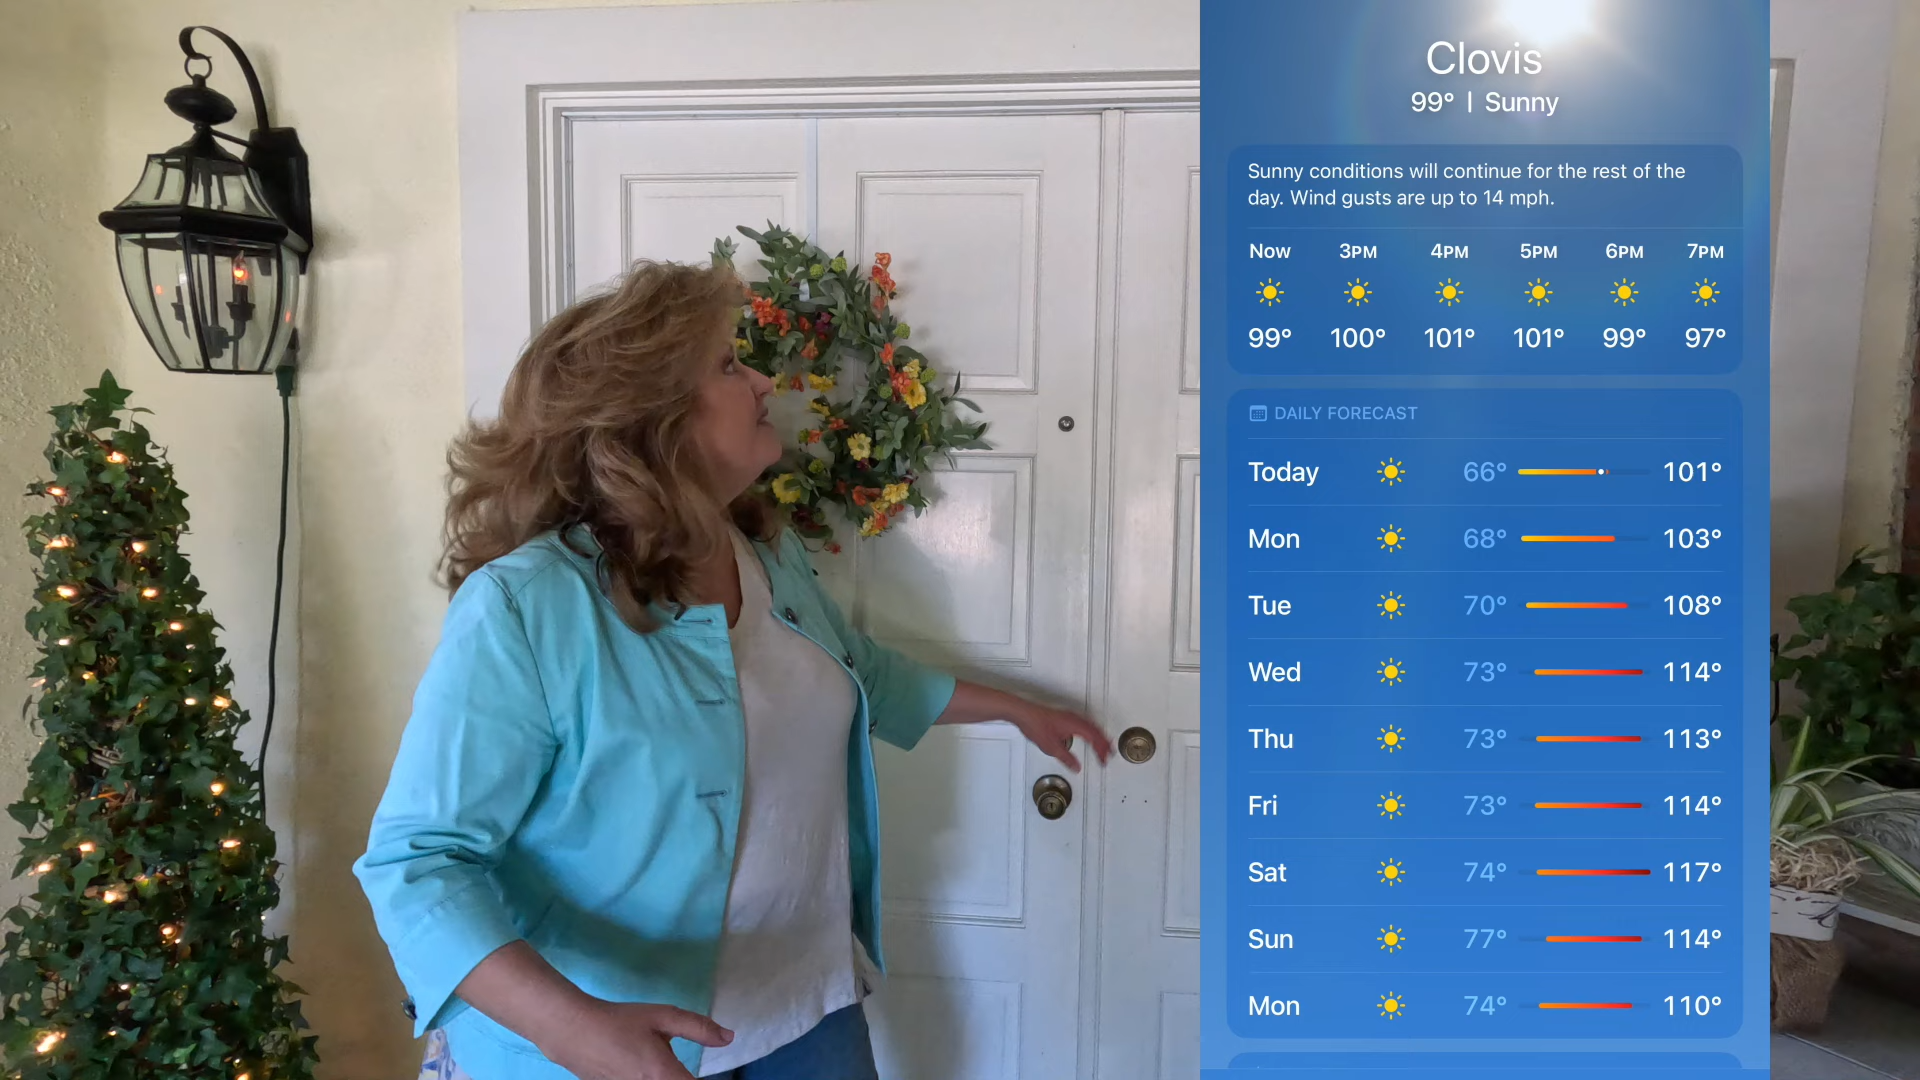 Clovis
99° | Sunny
Sunny conditions will continue for the rest of the
day. Wind gusts are up to 14 mph.
Now 3PM 4PM 5PM 6PM 7PM
99° 100° 101° 101° 99° 97°
DAILY FORECAST
Today 66° 101°
Mon 68° 103°
Tue 70° 108°
Wed 73° 114°
Thu 73° 113°
Fri 73° 114°
Sat 74° 117°
Sun 77° 114°
Mon 74° 110°